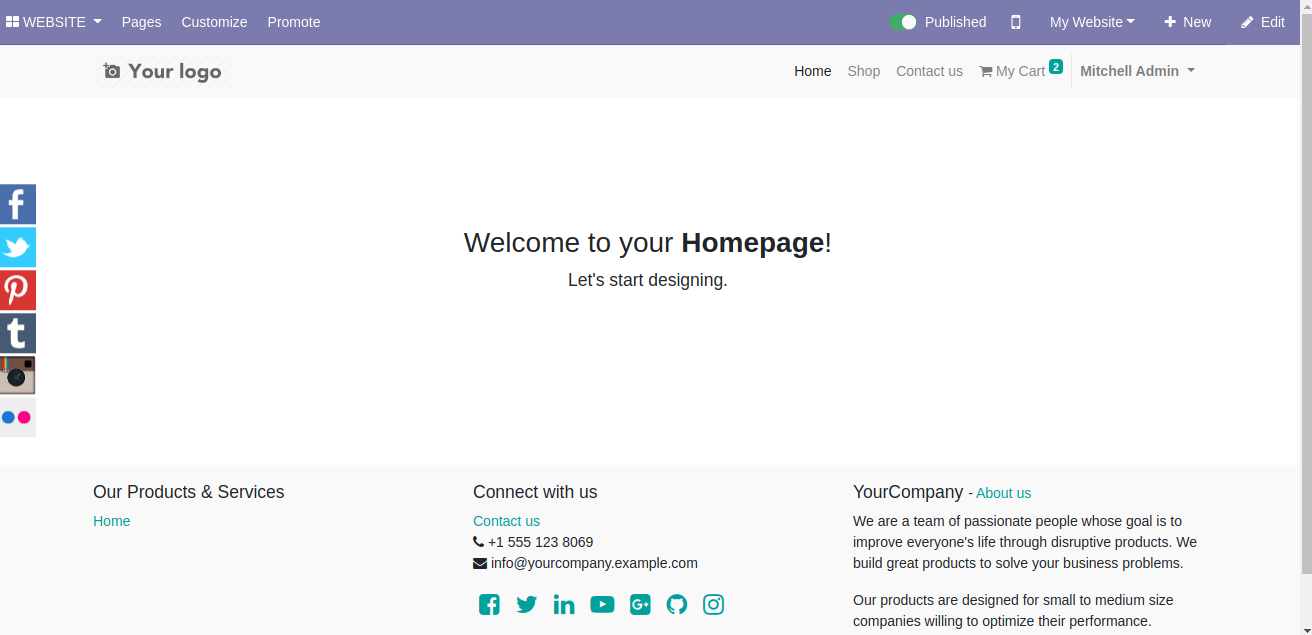 WEBSITE Pages Customize Promote Published My Website New Edit
Your logo Home Shop Contact us My Cart 2 Mitchell Admin
Welcome to your Homepage!
Let's start designing.
Our Products & Services
Home
Connect with us
Contact us
+1 555 123 8069
info@yourcompany.example.com
YourCompany - About us
We are a team of passionate people whose goal is to
improve everyone's life through disruptive products. We
build great products to solve your business problems.
Our products are designed for small to medium size
companies willing to optimize their performance.